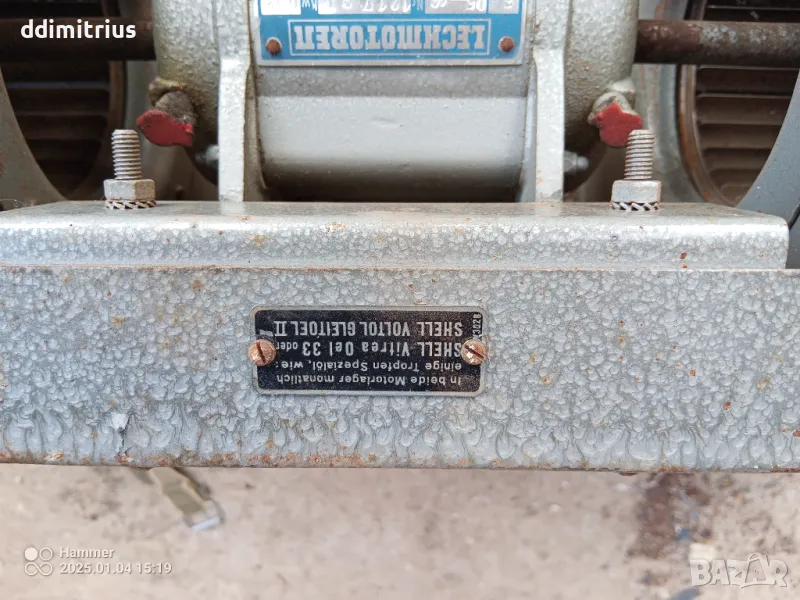 ddimitrius
LECHMOTOREN
In beide Motorlager monatlich
einige Tropfen Spezialöl, wie:
SHELL Vitrea Oel 33 oder
SHELL VOLTOL GLEITOEL II
Hammer
2025.01.04 15:19
BAZAR